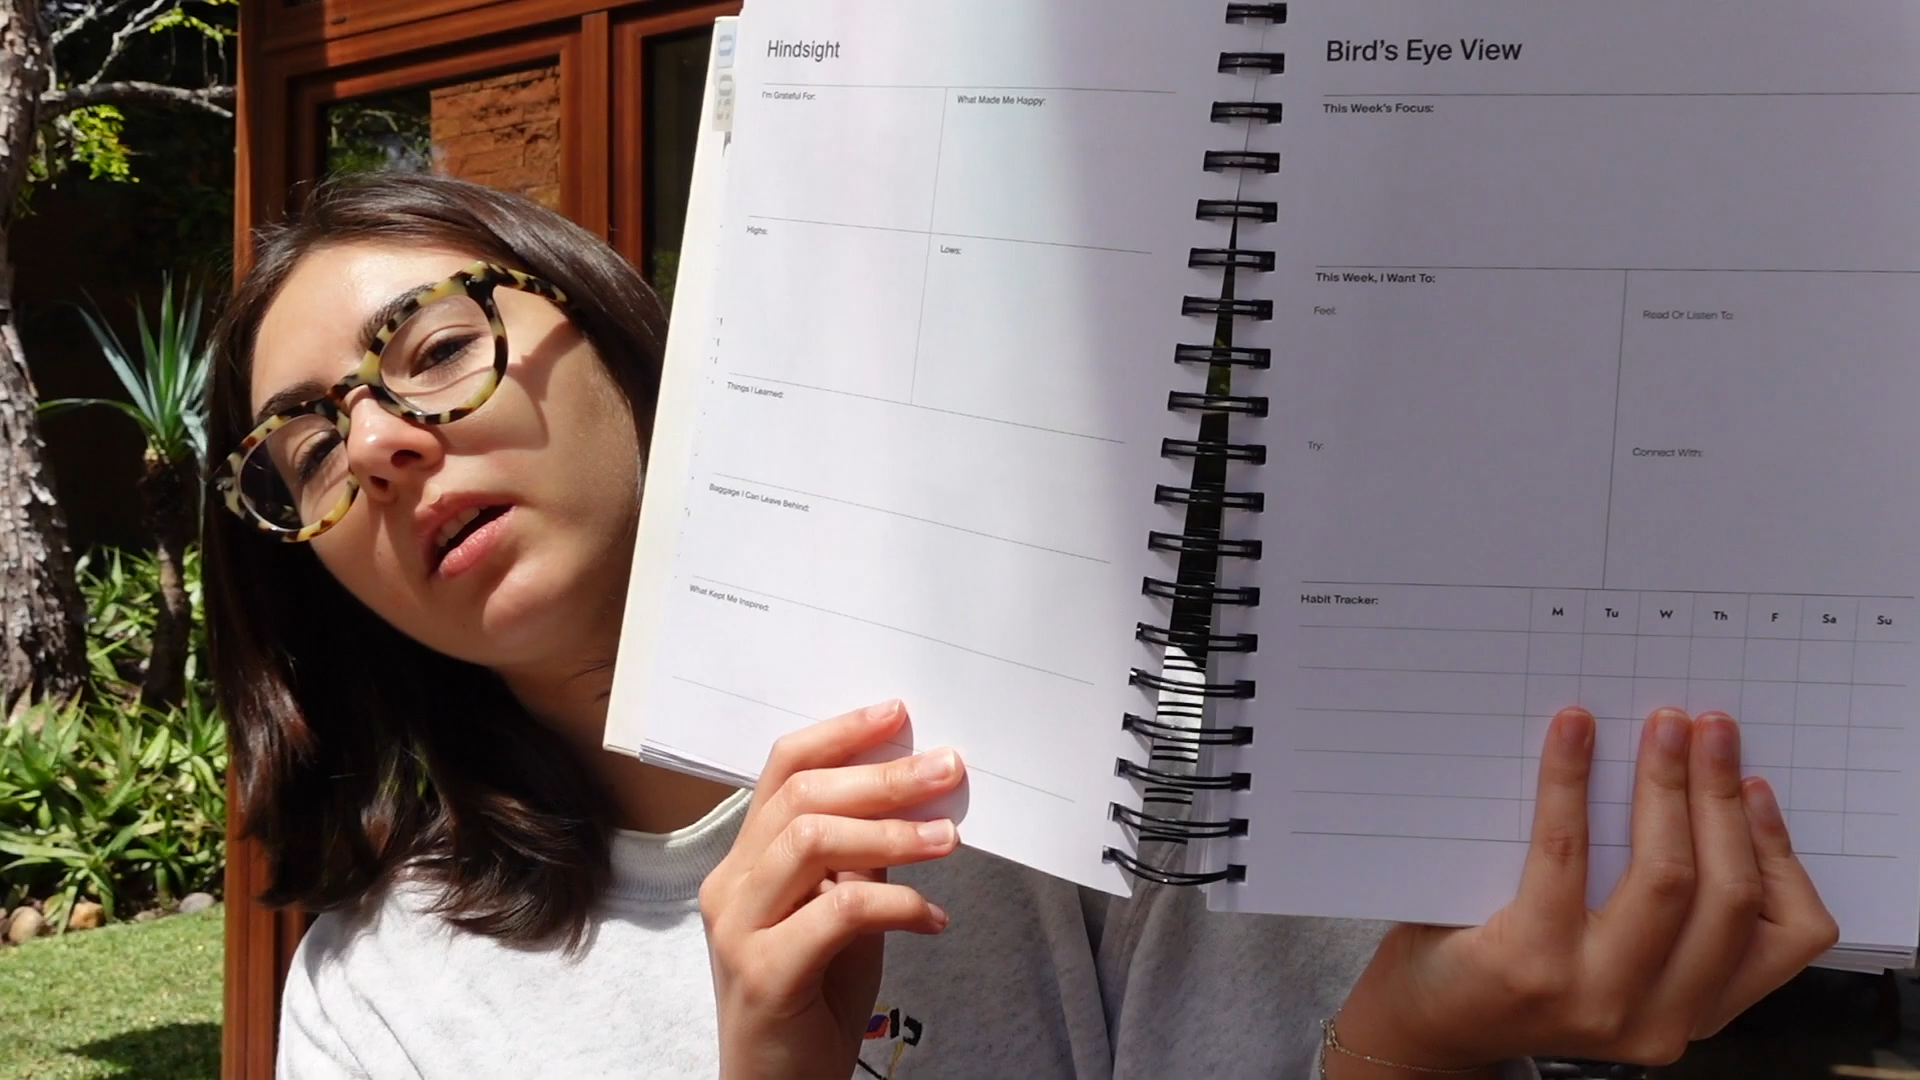 Hindsight
I'm Grateful For:
What Made Me Happy:
Highs:
Lows:
Things I Learned:
Baggage I Can Leave Behind:
What Kept Me Inspired:
Bird's Eye View
This Week's Focus:
This Week, I Want To:
Feel:
Read Or Listen To:
Try:
Connect With:
Habit Tracker: M Tu W Th F Sa Su